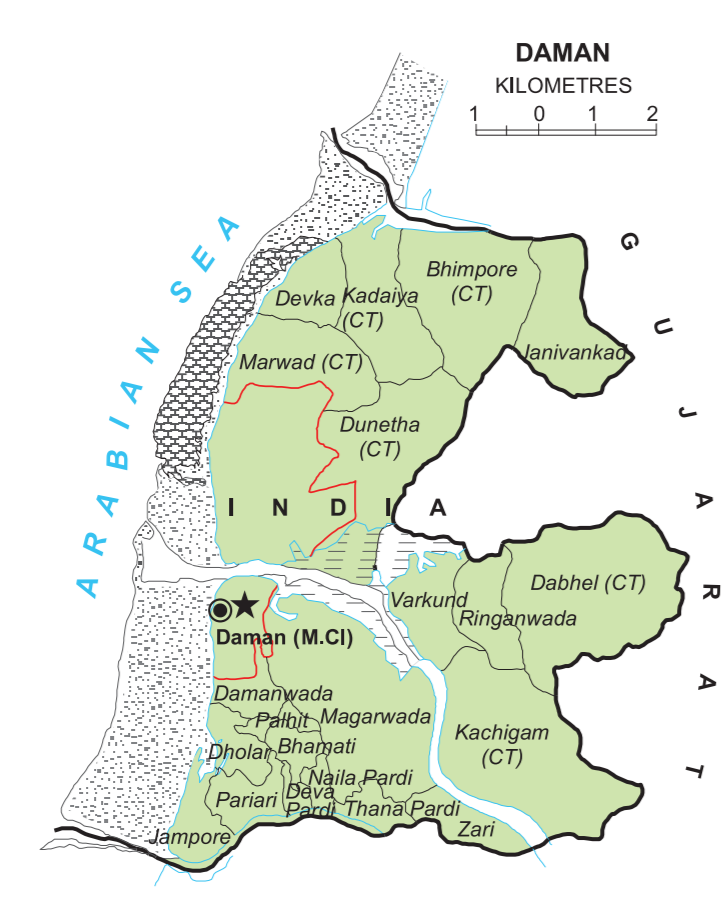 DAMAN
KILOMETRES
1 0 1 2
ARABIAN SEA
GUJARAT
Bhimpore
(CT)
Devka
Kadaiya
(CT)
Janivankad
Marwad (CT)
Dunetha
(CT)
INDIA
Dabhel (CT)
Varkund
Ringanwada
Daman (M.Cl)
Damanwada
Palhit
Magarwada
Kachigam
(CT)
Dholar
Bhamati
Naila Pardi
Deva
Pardi
Pariari
Thana Pardi
Zari
Jampore